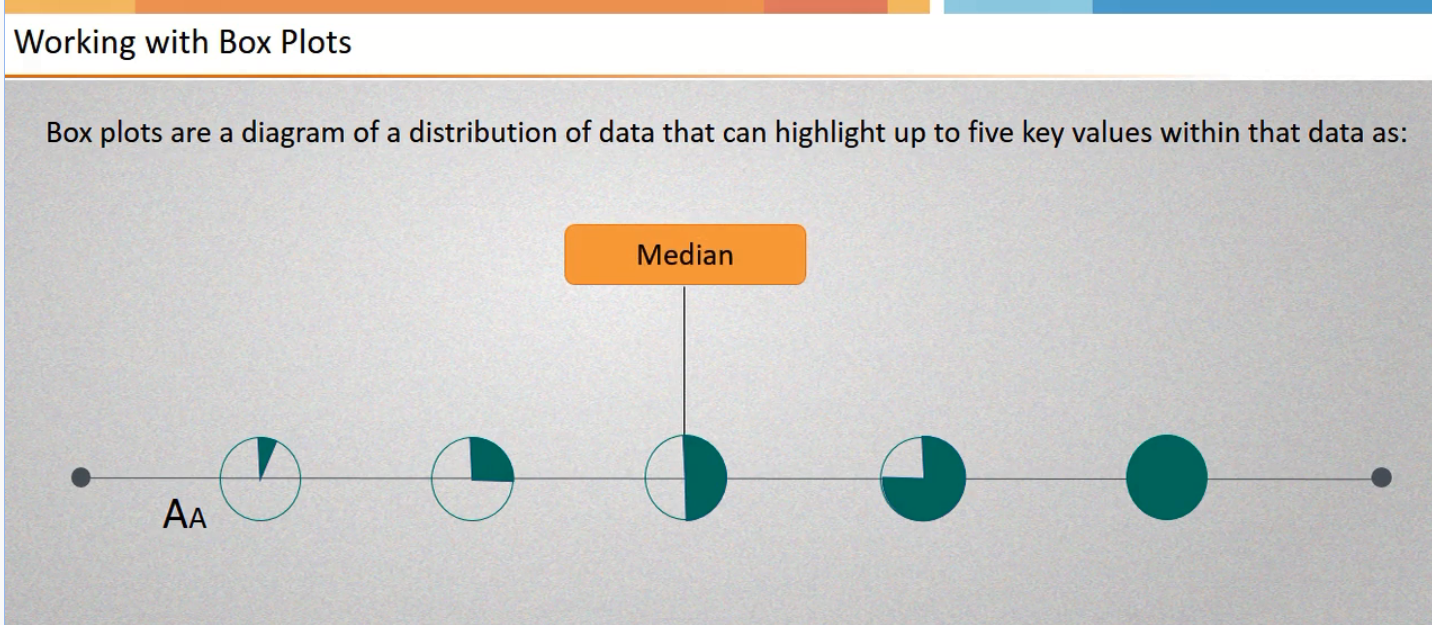 Working with Box Plots
Box plots are a diagram of a distribution of data that can highlight up to five key values within that data as:
Median
AA